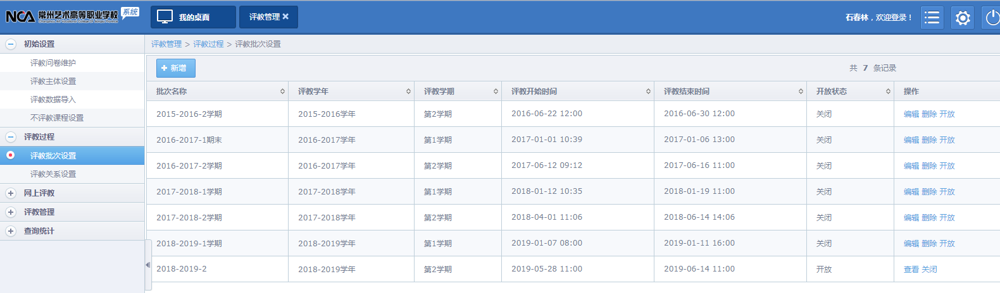 NCA 常州艺术高等职业学校 系统
我的桌面
评教管理
石春林，欢迎登录！
初始设置
评教问卷维护
评教主体设置
评教数据导入
不评教课程设置
评教过程
评教批次设置
评教关系设置
网上评教
评教管理
查询统计
评教管理 > 评教过程 > 评教批次设置
新增
共 7 条记录
批次名称 评教学年 评教学期 评教开始时间 评教结束时间 开放状态 操作
2015-2016-2学期 2015-2016学年 第2学期 2016-06-22 12:00 2016-06-30 12:00 关闭 编辑 删除 开放
2016-2017-1期末 2016-2017学年 第1学期 2017-01-01 10:39 2017-01-06 13:00 关闭 编辑 删除 开放
2016-2017-2学期 2016-2017学年 第2学期 2017-06-12 09:12 2017-06-16 11:00 关闭 编辑 删除 开放
2017-2018-1学期 2017-2018学年 第1学期 2018-01-12 10:35 2018-01-19 11:00 关闭 编辑 删除 开放
2017-2018-2学期 2017-2018学年 第2学期 2018-04-01 11:06 2018-06-14 14:06 关闭 编辑 删除 开放
2018-2019-1学期 2018-2019学年 第1学期 2019-01-07 08:00 2019-01-11 16:00 关闭 编辑 删除 开放
2018-2019-2 2018-2019学年 第2学期 2019-05-28 11:00 2019-06-14 11:00 开放 查看 关闭